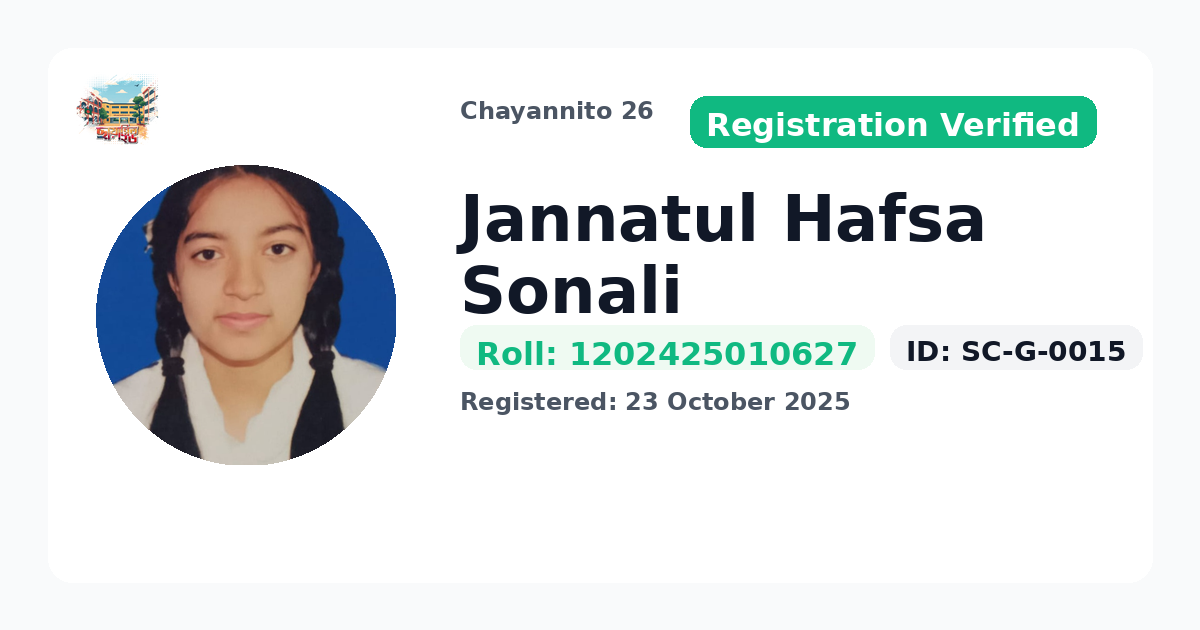 Chayannito 26
Registration Verified
Jannatul Hafsa
Sonali
Roll: 1202425010627
ID: SC-G-0015
Registered: 23 October 2025